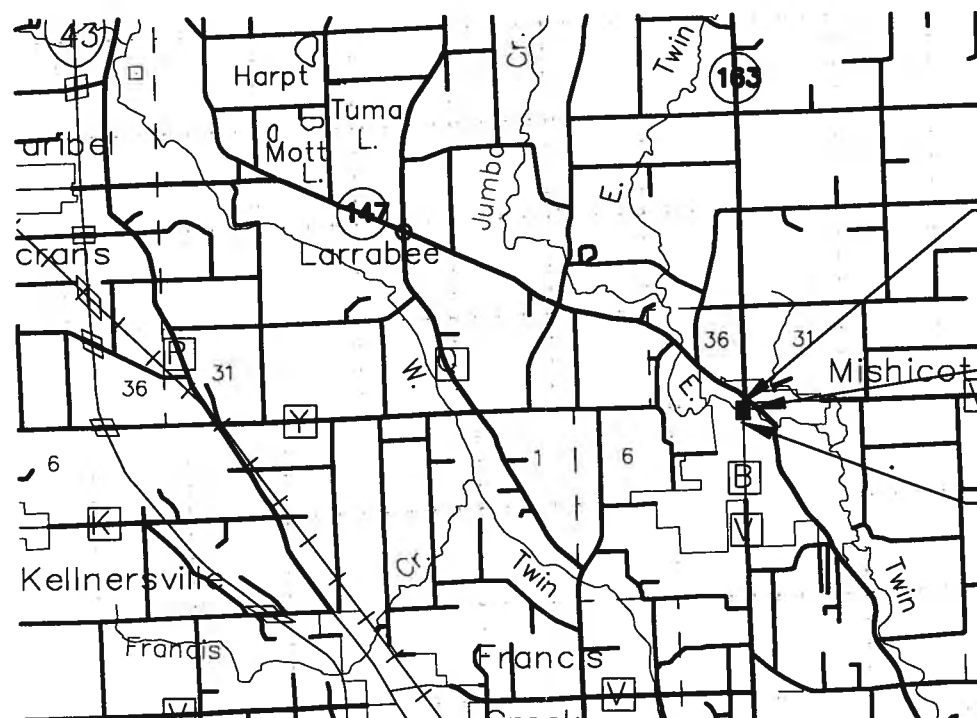 43
Harpt
Cr.
Twin
163
Tuma
L.
aribel
Mott
L.
E.
Jumbo
147
crans
Larrabee
36
31
P
Q
W.
36
31
E.
Mishicot
Y
6
1
6
B
K
V
Kellnersville
Cr.
Twin
Twin
Francis
Francis
V
V
Creek